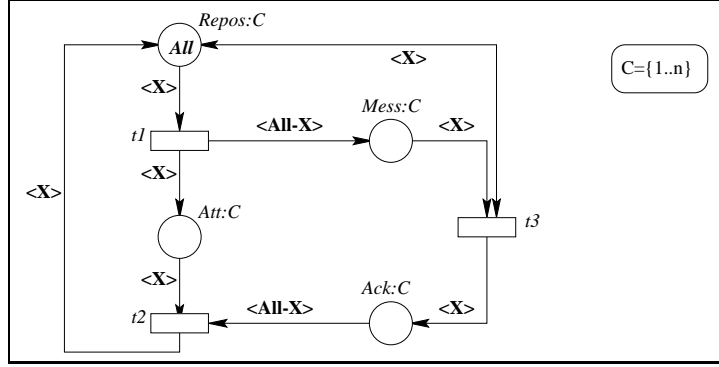 Repos:C
All
<X>
C={1..n}
<X>
Mess:C
<All-X>
<X>
t1
<X>
<X>
Att:C
t3
<X>
Ack:C
<All-X>
<X>
t2